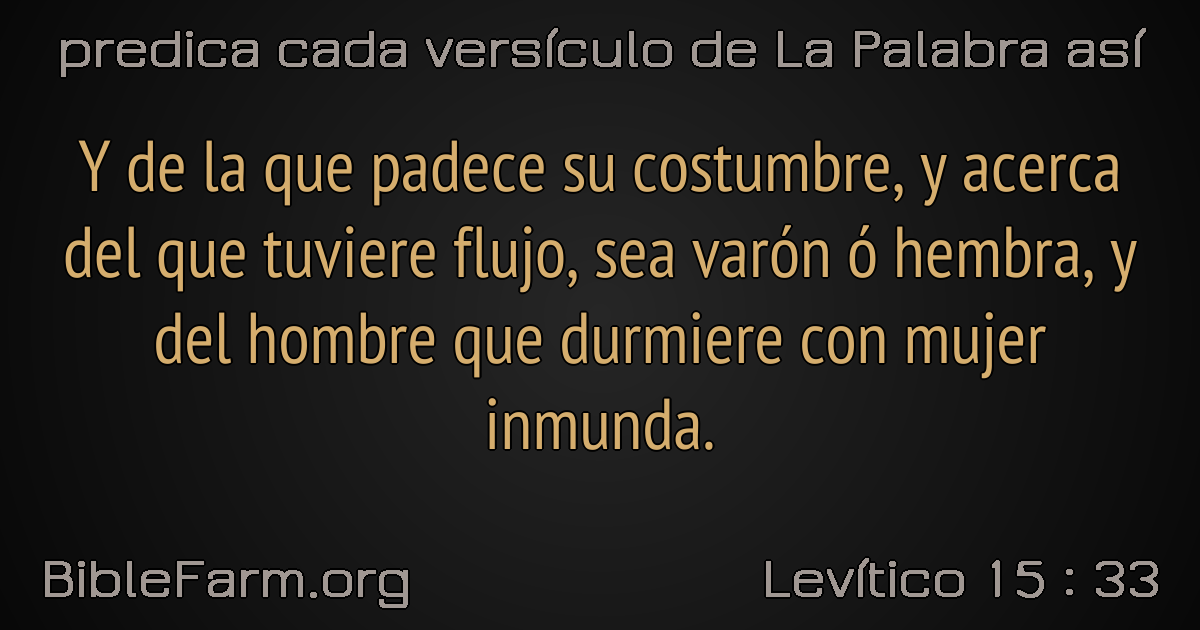 predica cada versículo de La Palabra así
Y de la que padece su costumbre, y acerca
del que tuviere flujo, sea varón ó hembra, y
del hombre que durmiere con mujer
inmunda.
BibleFarm.org
Levítico 15 : 33